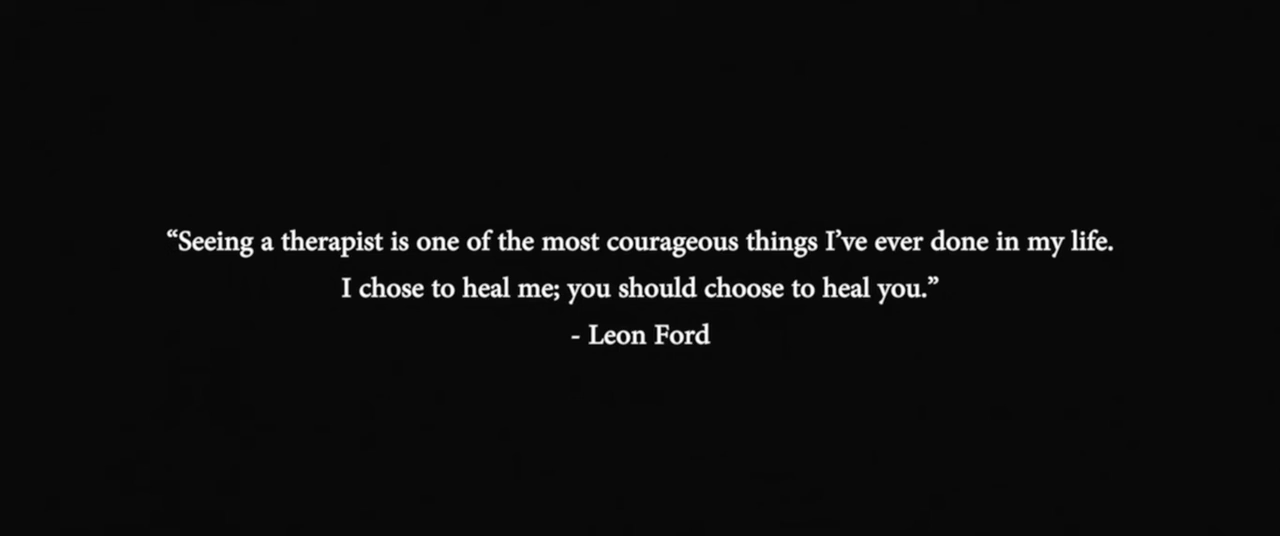 “Seeing a therapist is one of the most courageous things I’ve ever done in my life.
I chose to heal me; you should choose to heal you.”
- Leon Ford